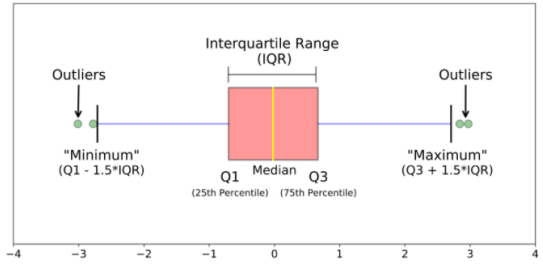 Interquartile Range
(IQR)
Outliers
Outliers
"Minimum"
(Q1 - 1.5*IQR)
"Maximum"
(Q3 + 1.5*IQR)
Q1
Median
Q3
(25th Percentile)
(75th Percentile)
−4
−3
−2
−1
0
1
2
3
4